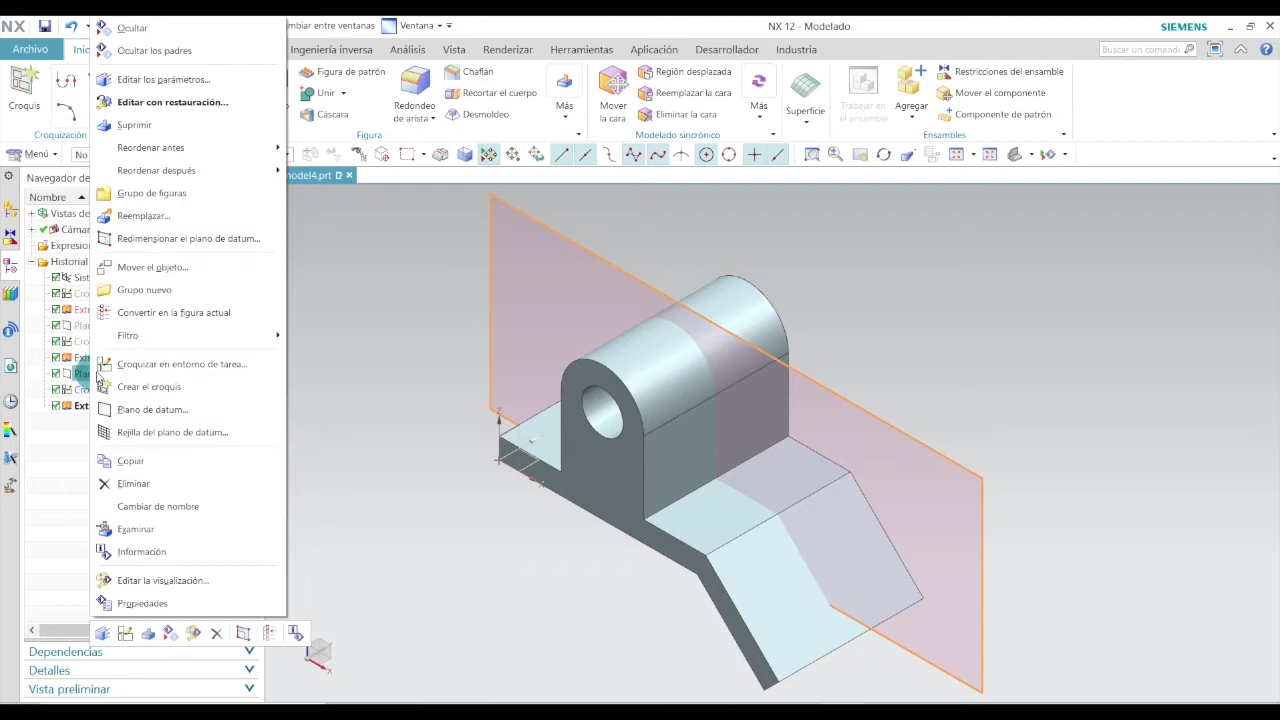 NX
mbiar entre ventanas
Ventana
NX 12 - Modelado
SIEMENS
Archivo
Inic
Ingeniería inversa
Análisis
Vista
Renderizar
Herramientas
Aplicación
Desarrollador
Industria
Buscar un comando
Croquis
Figura de patrón
Unir
Cáscara
Redondeo
de arista
Chaflán
Recortar el cuerpo
Desmoldeo
Más
Mover
la cara
Región desplazada
Reemplazar la cara
Eliminar la cara
Más
Superficie
Trabajar en
el ensamble
Agregar
Restricciones del ensamble
Mover el componente
Componente de patrón
Croquización
Figura
Modelado sincrónico
Ensambles
Menú
No
model4.prt
Navegador de
Nombre
Vistas de
Cáma
Expresio
Historial
Sist
Cro
Extr
Plan
Cro
Extr
Plan
Cro
Extr
Ocultar
Ocultar los padres
Editar los parámetros...
Editar con restauración...
Suprimir
Reordenar antes
Reordenar después
Grupo de figuras
Reemplazar...
Redimensionar el plano de datum...
Mover el objeto...
Grupo nuevo
Convertir en la figura actual
Filtro
Croquizar en entorno de tarea...
Crear el croquis
Plano de datum...
Rejilla del plano de datum...
Copiar
Eliminar
Cambiar de nombre
Examinar
Información
Editar la visualización...
Propiedades
Dependencias
Detalles
Vista preliminar
Z
X